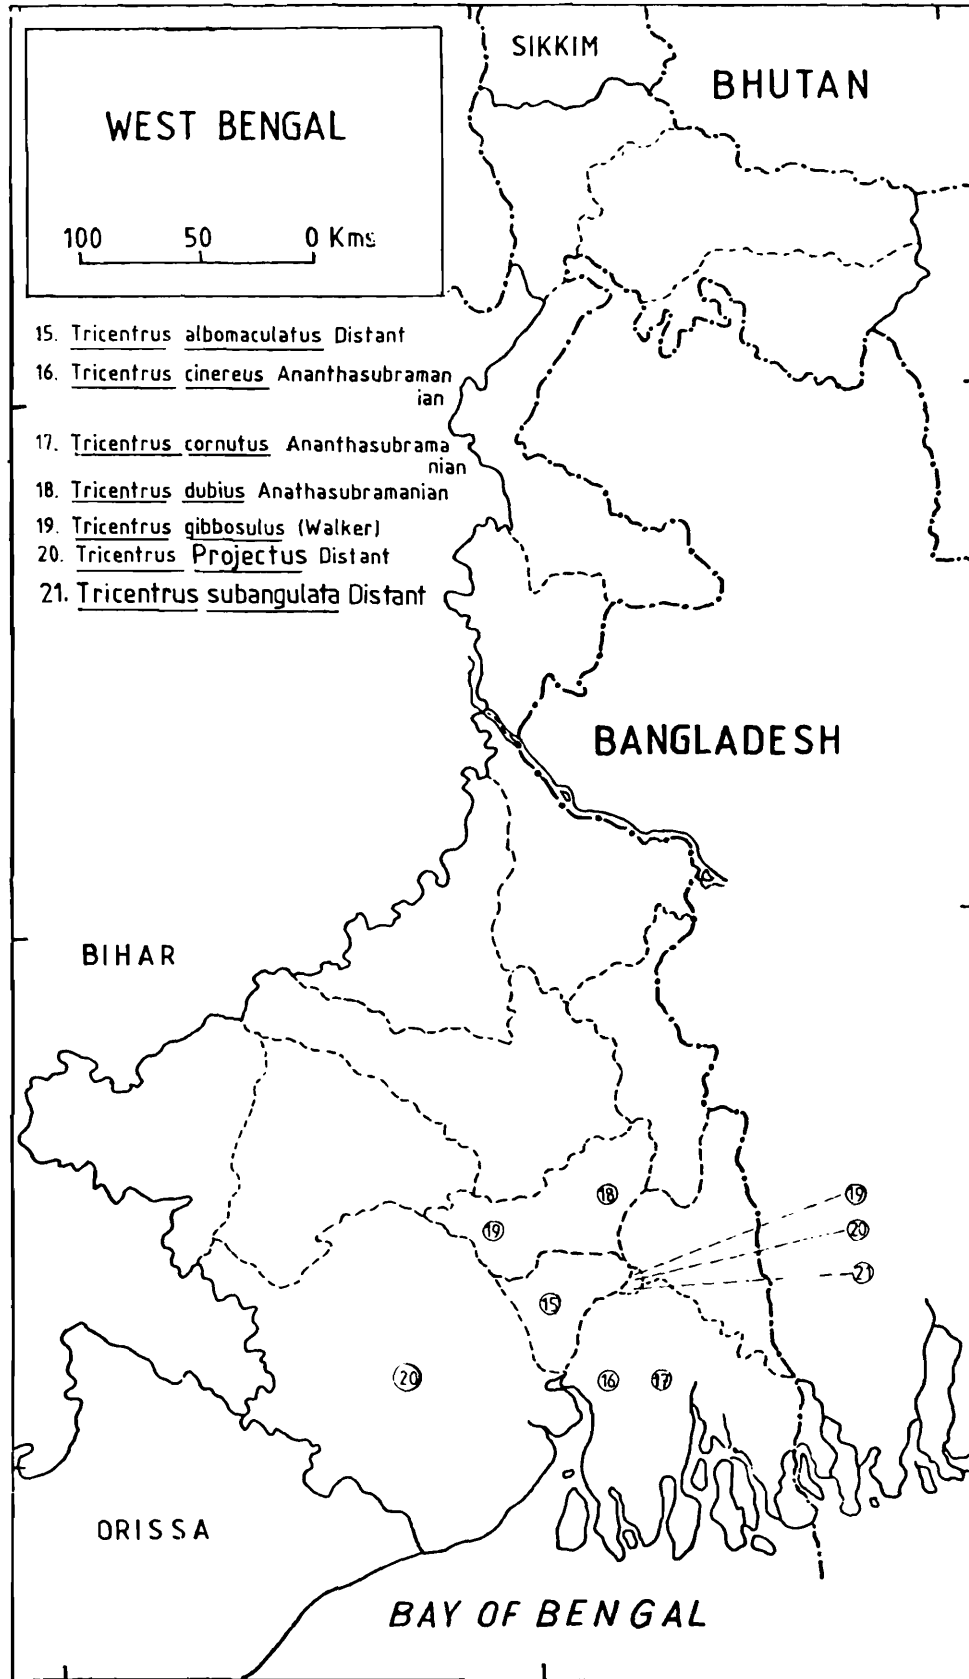 SIKKIM
BHUTAN
WEST BENGAL
100 50 0 Kms
15. Tricentrus albomaculatus Distant
16. Tricentrus cinereus Ananthasubraman
ian
17. Tricentrus cornutus Ananthasubrama
nian
18. Tricentrus dubius Anathasubramanian
19. Tricentrus gibbosulus (Walker)
20. Tricentrus Projectus Distant
21. Tricentrus subangulata Distant
BANGLADESH
BIHAR
18
19
19
20
21
15
20
16
17
ORISSA
BAY OF BENGAL